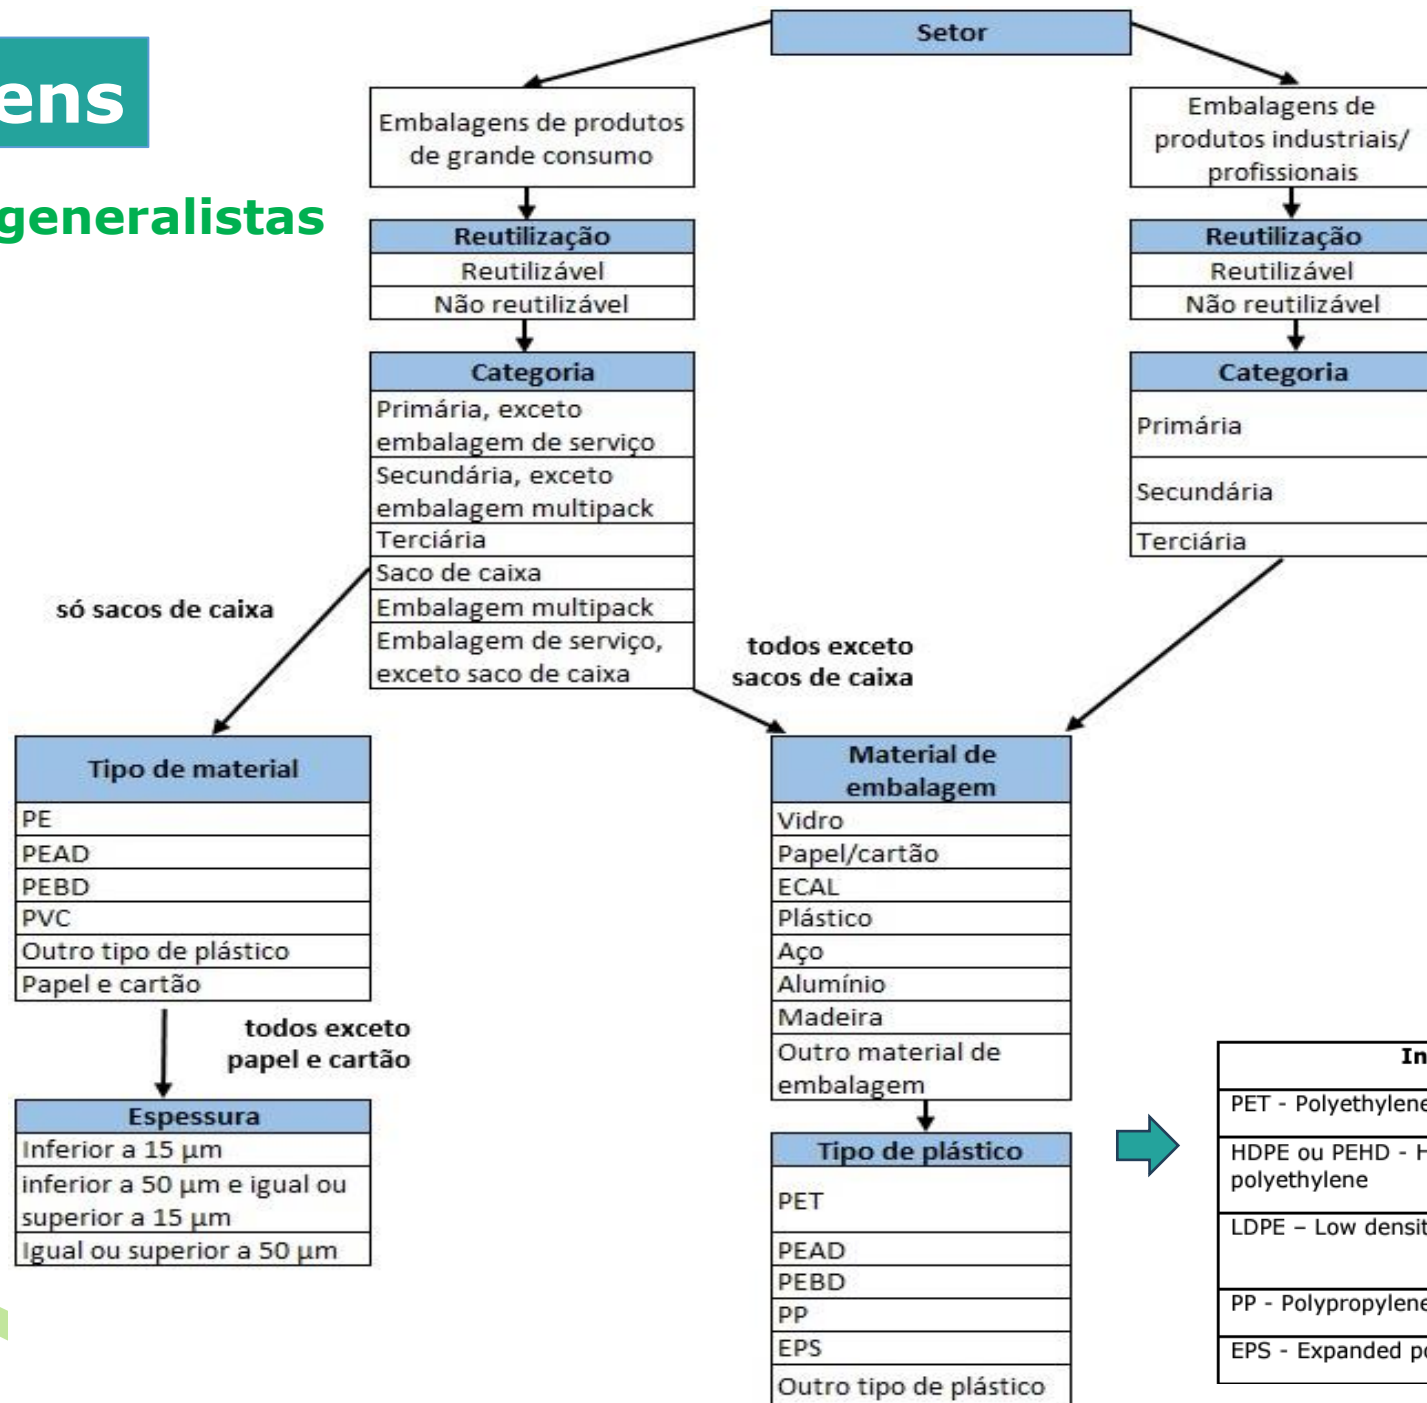 ens
generalistas
Setor
Embalagens de produtos
de grande consumo
Reutilização
Reutilizável
Não reutilizável
Categoria
Primária, exceto
embalagem de serviço
Secundária, exceto
embalagem multipack
Terciária
Saco de caixa
Embalagem multipack
Embalagem de serviço,
exceto saco de caixa
Embalagens de
produtos industriais/
profissionais
Reutilização
Reutilizável
Não reutilizável
Categoria
Primária
Secundária
Terciária
só sacos de caixa
todos exceto
sacos de caixa
Tipo de material
PE
PEAD
PEBD
PVC
Outro tipo de plástico
Papel e cartão
todos exceto
papel e cartão
Espessura
Inferior a 15 µm
inferior a 50 µm e igual ou
superior a 15 µm
Igual ou superior a 50 µm
Material de
embalagem
Vidro
Papel/cartão
ECAL
Plástico
Aço
Alumínio
Madeira
Outro material de
embalagem
Tipo de plástico
PET
PEAD
PEBD
PP
EPS
Outro tipo de plástico
In
PET - Polyethylene
HDPE ou PEHD - H
polyethylene
LDPE – Low densit
PP - Polypropylene
EPS - Expanded po